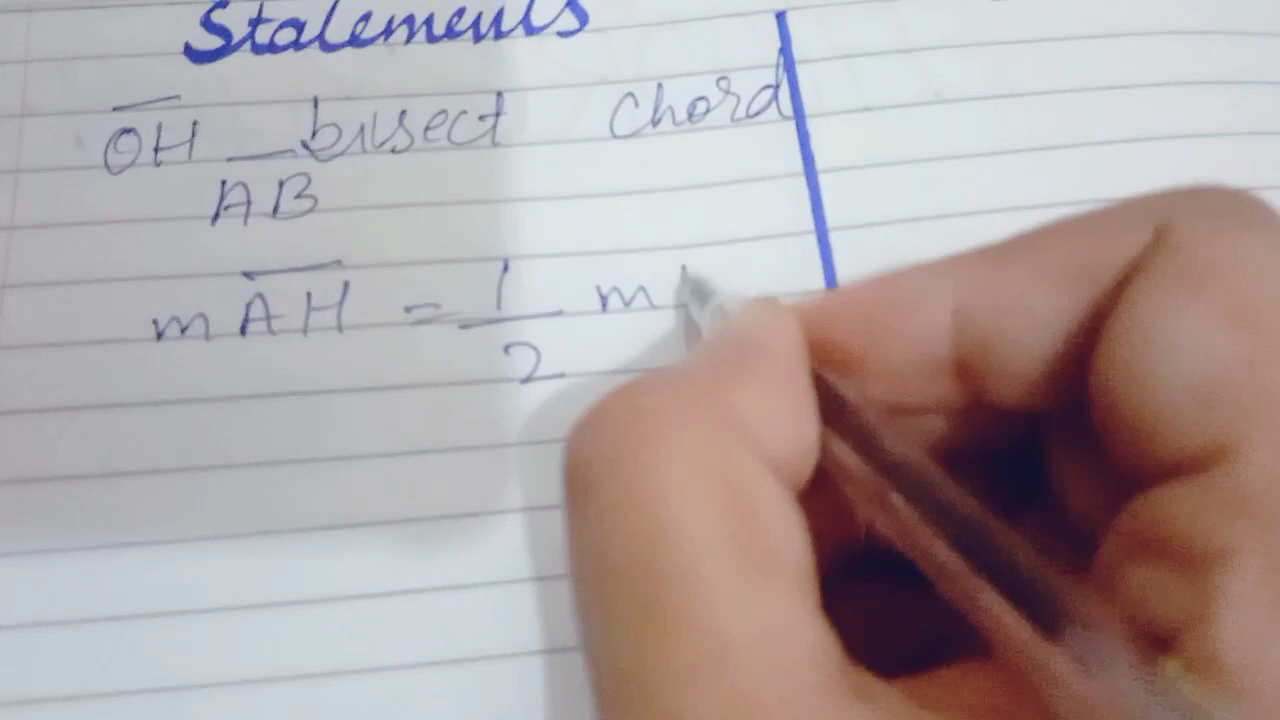 Statements
OH bisect Chord
AB
mAH = 1/2 m